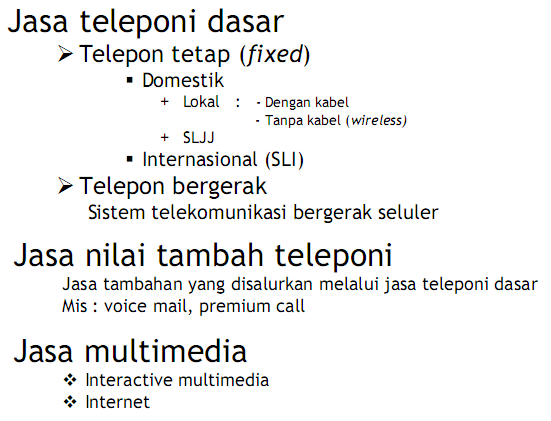 Jasa teleponi dasar
➢ Telepon tetap (fixed)
▪ Domestik
+ Lokal : - Dengan kabel
- Tanpa kabel (wireless)
+ SLJJ
▪ Internasional (SLI)
➢ Telepon bergerak
Sistem telekomunikasi bergerak seluler
Jasa nilai tambah teleponi
Jasa tambahan yang disalurkan melalui jasa teleponi dasar
Mis : voice mail, premium call
Jasa multimedia
❖ Interactive multimedia
❖ Internet